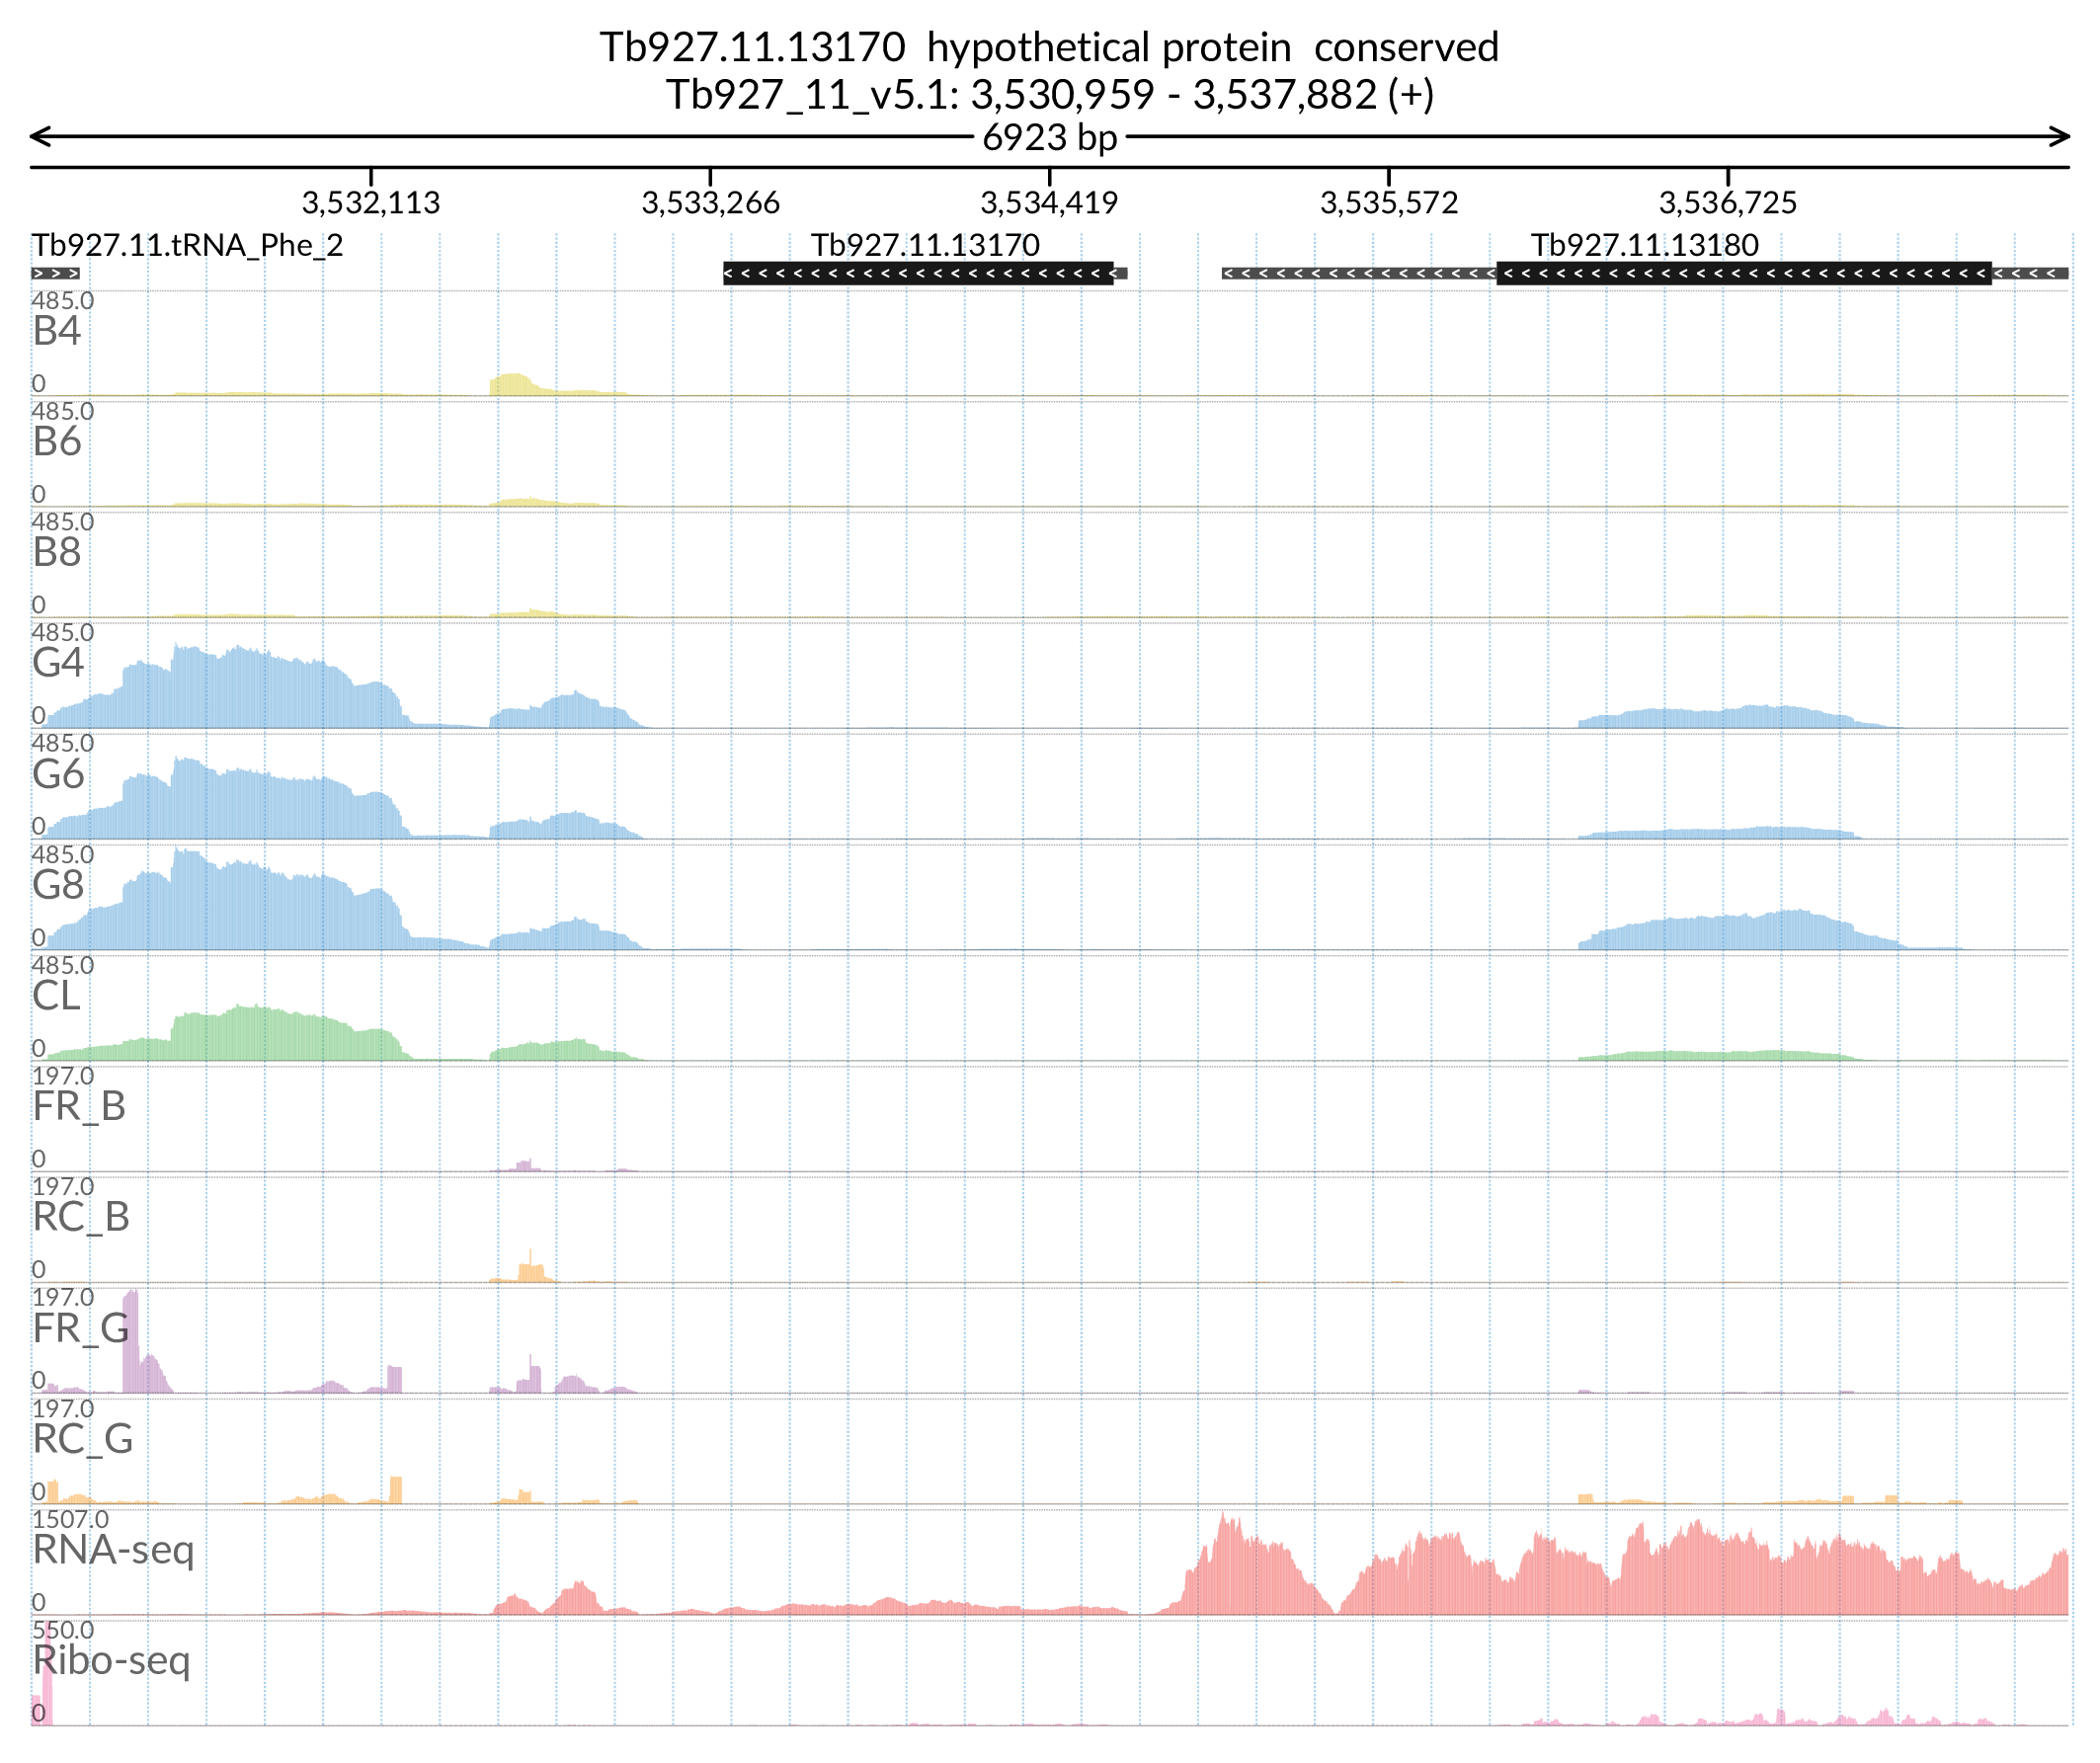 Tb927.11.13170 hypothetical protein conserved
Tb927_11_v5.1: 3,530,959 - 3,537,882 (+)
6923 bp
3,532,113 3,533,266 3,534,419 3,535,572 3,536,725
Tb927.11.tRNA_Phe_2 Tb927.11.13170 Tb927.11.13180
485.0
B4
0
485.0
B6
0
485.0
B8
0
485.0
G4
0
485.0
G6
0
485.0
G8
0
485.0
CL
0
197.0
FR_B
0
197.0
RC_B
0
197.0
FR_G
0
197.0
RC_G
0
1507.0
RNA-seq
0
550.0
Ribo-seq
0